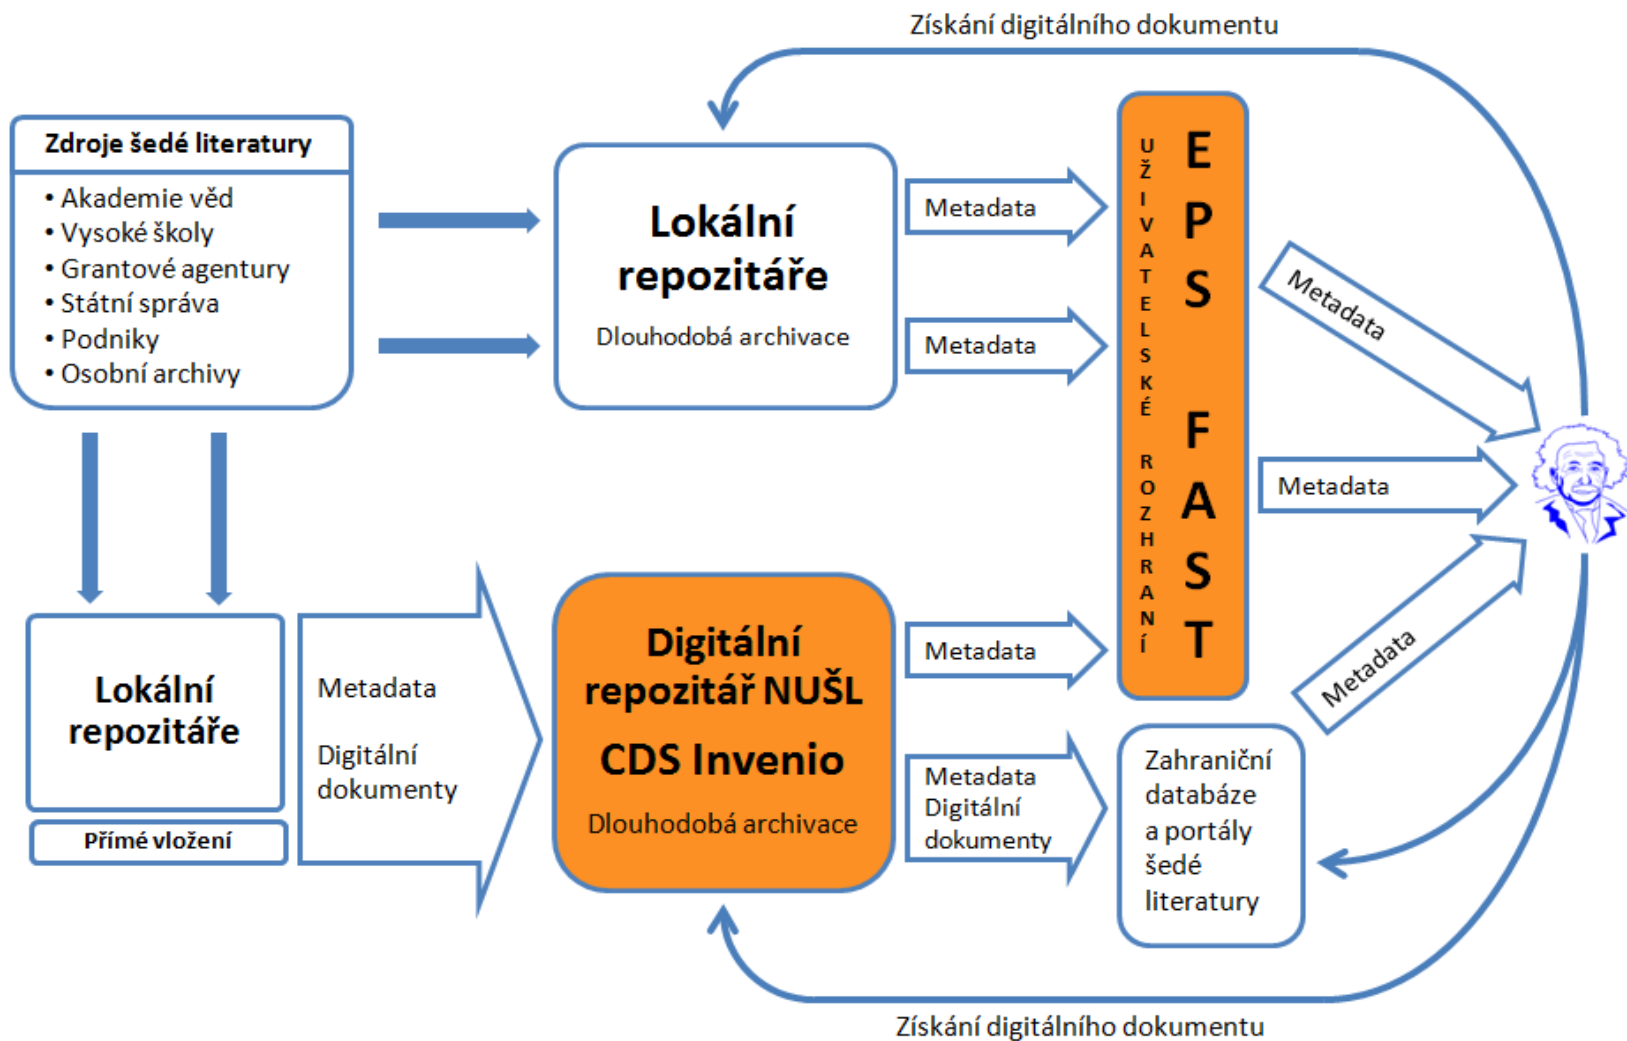 Získání digitálního dokumentu
Zdroje šedé literatury
• Akademie věd
• Vysoké školy
• Grantové agentury
• Státní správa
• Podniky
• Osobní archivy
Lokální
repozitáře
Dlouhodobá archivace
Metadata
Metadata
UŽIVATELSKÉ ROZHRANÍ
EPS FAST
Metadata
Metadata
Metadata
Lokální
repozitáře
Přímé vložení
Metadata
Digitální
dokumenty
Digitální
repozitář NUŠL
CDS Invenio
Dlouhodobá archivace
Metadata
Metadata
Digitální
dokumenty
Zahraniční
databáze
a portály
šedé
literatury
Získání digitálního dokumentu